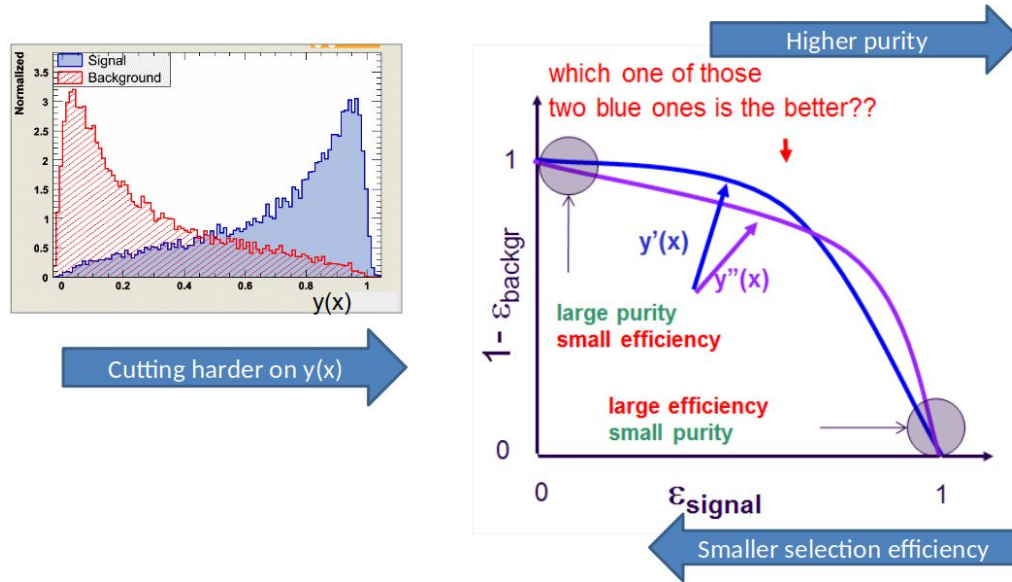 Higher purity
which one of those
two blue ones is the better??
Normalized
Signal
Background
3.5
3
2.5
2
1.5
1
0.5
0
0 0.2 0.4 0.6 0.8 1
y(x)
Cutting harder on y(x)
1
y'(x)
y''(x)
large purity
small efficiency
1- εbackgr
large efficiency
small purity
0
0 εsignal 1
Smaller selection efficiency